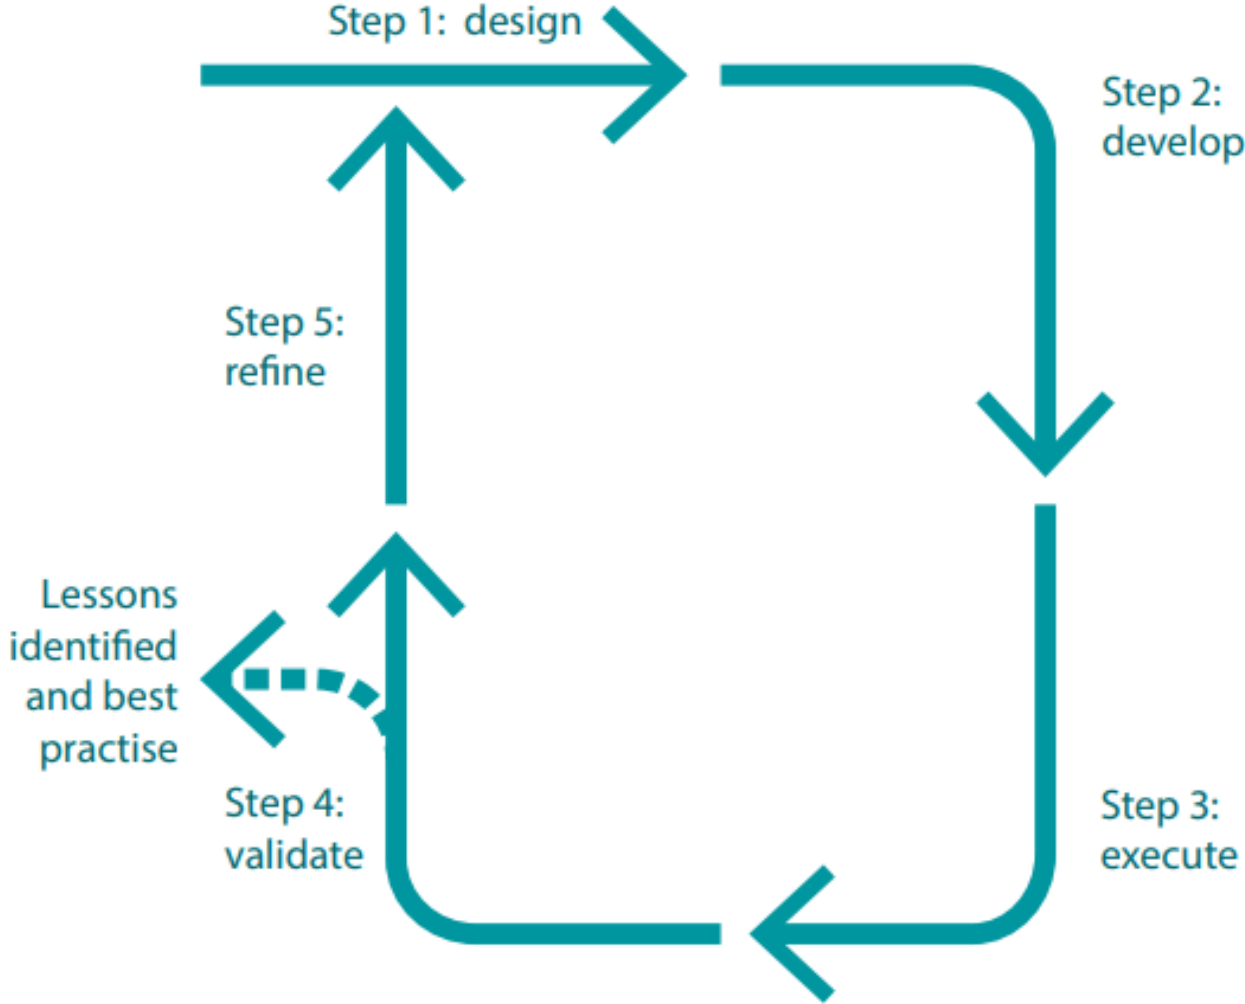 Step 1: design
Step 2:
develop
Step 5:
refine
Lessons
identified
and best
practise
Step 4:
validate
Step 3:
execute